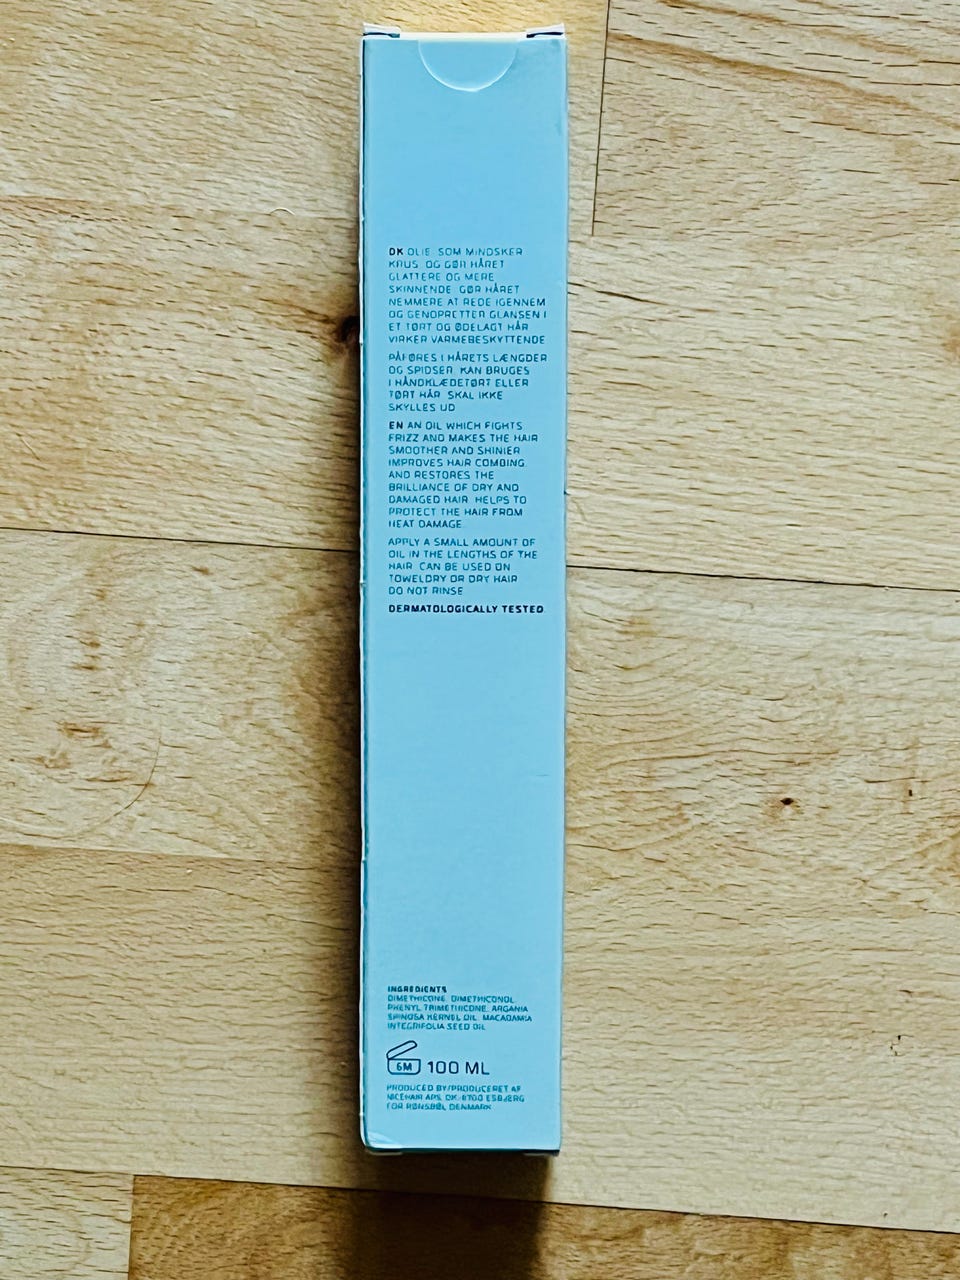 DK OLIE, SOM MINDSKER
KRUS, OG GØR HÅRET
GLATTERE OG MERE
SKINNENDE. GØR HÅRET
NEMMERE AT REDE IGENNEM
OG GENOPRETTER GLANSEN I
ET TØRT OG ØDELAGT HÅR.
VIRKER VARMEBESKYTTENDE.
PÅFØRES I HÅRETS LÆNGDER
OG SPIDSER. KAN BRUGES
I HÅNDKLÆDETØRT ELLER
TØRT HÅR. SKAL IKKE
SKYLLES UD.
EN AN OIL WHICH FIGHTS
FRIZZ AND MAKES THE HAIR
SMOOTHER AND SHINIER.
IMPROVES HAIR COMBING,
AND RESTORES THE
BRILLIANCE OF DRY AND
DAMAGED HAIR. HELPS TO
PROTECT THE HAIR FROM
HEAT DAMAGE.
APPLY A SMALL AMOUNT OF
OIL IN THE LENGTHS OF THE
HAIR. CAN BE USED ON
TOWELDRY OR DRY HAIR.
DO NOT RINSE.
DERMATOLOGICALLY TESTED.
INGREDIENTS
DIMETHICONE, DIMETHICONOL,
PHENYL TRIMETHICONE, ARGANIA
SPINOSA KERNEL OIL, MACADAMIA
INTEGRIFOLIA SEED OIL
6M 100 ML
PRODUCED BY/PRODUCERET AF
NICEHAIR APS, DK-6700 ESBJERG
FOR RØNSBØL DENMARK